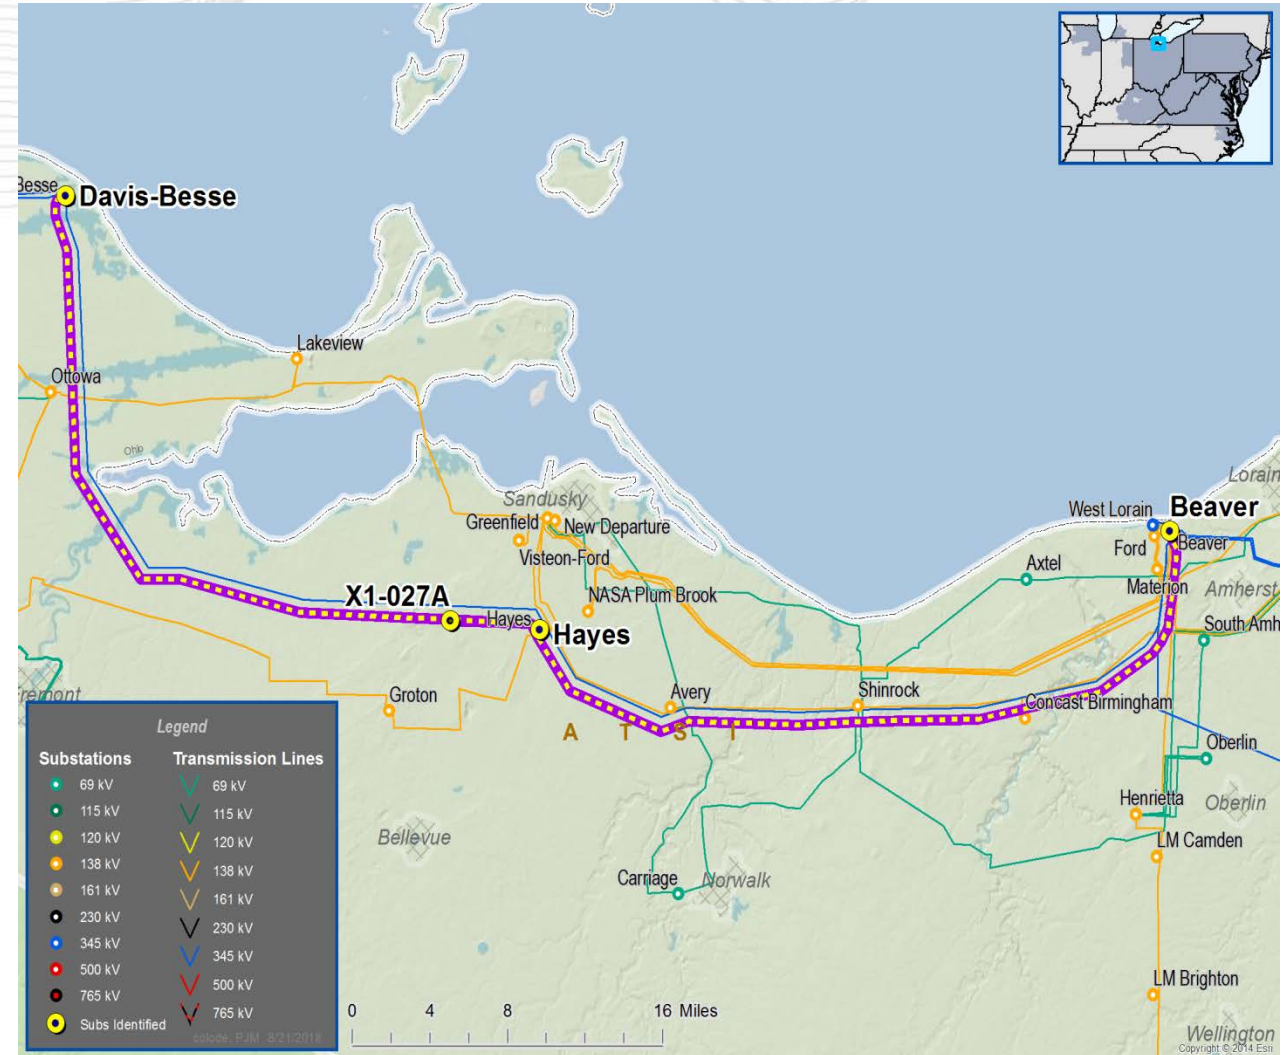 Besse
Davis-Besse
Lakeview
Ottowa
Ohio
Sandusky
Greenfield
New Departure
Visteon-Ford
NASA Plum Brook
X1-027A
Hayes
Hayes
Lorain
West Lorain
Beaver
Beaver
Ford
Axtel
Materion
Amherst
South Amh
Fremont
Groton
Avery
Shinrock
Concast Birmingham
A T S I
Oberlin
Henrietta
Oberlin
LM Camden
Bellevue
Carriage
Norwalk
LM Brighton
Wellington
Legend
Substations Transmission Lines
69 kV 69 kV
115 kV 115 kV
120 kV 120 kV
138 kV 138 kV
161 kV 161 kV
230 kV 230 kV
345 kV 345 kV
500 kV 500 kV
765 kV 765 kV
Subs Identified
PJM 8/21/2018
0 4 8 16 Miles
Copyright © 2014 Esri